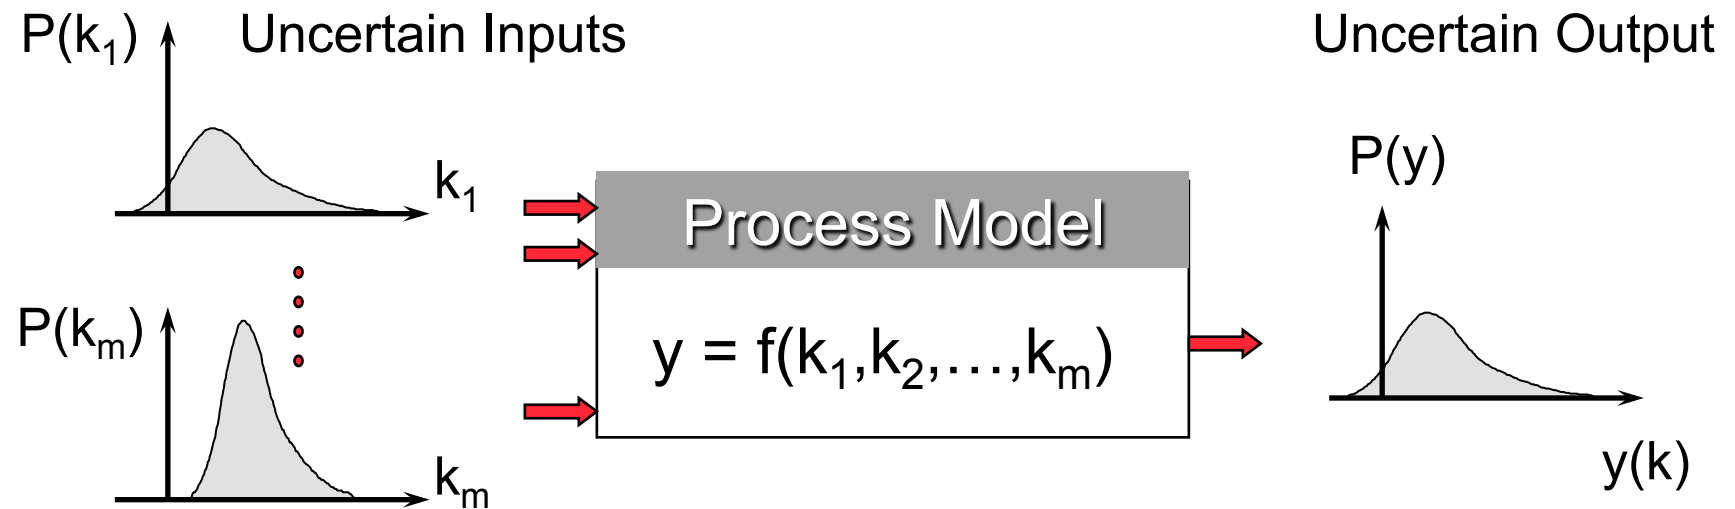 Uncertain Inputs
Uncertain Output
P(k₁)
k₁
P(kₘ)
kₘ
Process Model
y = f(k₁,k₂,…,kₘ)
P(y)
y(k)